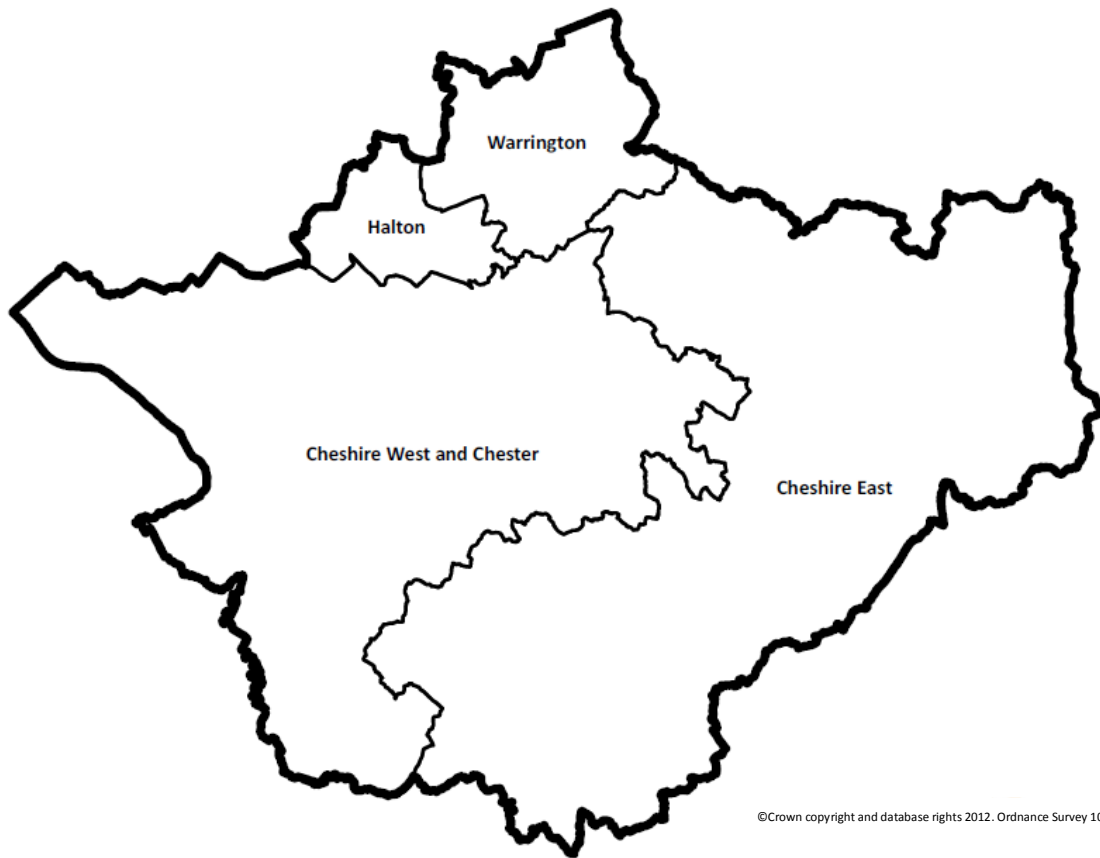 Warrington
Halton
Cheshire West and Chester
Cheshire East
©Crown copyright and database rights 2012. Ordnance Survey 10